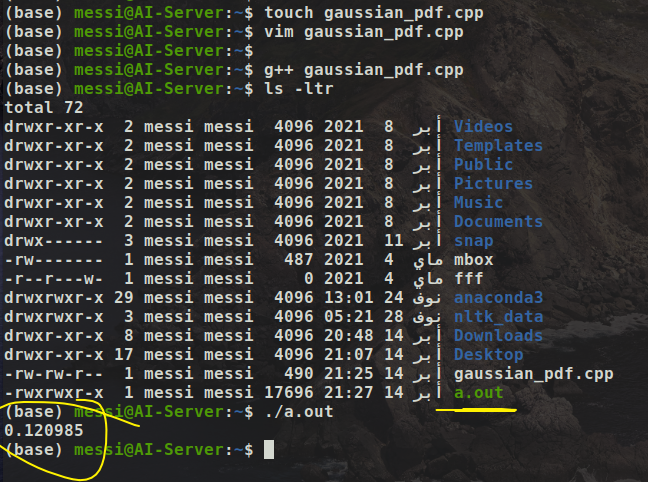 (base) messi@AI-Server:~$ touch gaussian_pdf.cpp
(base) messi@AI-Server:~$ vim gaussian_pdf.cpp
(base) messi@AI-Server:~$
(base) messi@AI-Server:~$ g++ gaussian_pdf.cpp
(base) messi@AI-Server:~$ ls -ltr
total 72
drwxr-xr-x  2 messi messi  4096 2021  8  أبر Videos
drwxr-xr-x  2 messi messi  4096 2021  8  أبر Templates
drwxr-xr-x  2 messi messi  4096 2021  8  أبر Public
drwxr-xr-x  2 messi messi  4096 2021  8  أبر Pictures
drwxr-xr-x  2 messi messi  4096 2021  8  أبر Music
drwxr-xr-x  2 messi messi  4096 2021  8  أبر Documents
drwx------  3 messi messi  4096 2021  11 أبر snap
-rw-------  1 messi messi   487 2021  4  ماي mbox
-r--r---w-  1 messi messi     0 2021  4  ماي fff
drwxrwxr-x 29 messi messi  4096 13:01 24 نوف anaconda3
drwxrwxr-x  3 messi messi  4096 05:21 28 نوف nltk_data
drwxr-xr-x  8 messi messi  4096 20:48 14 أبر Downloads
drwxr-xr-x 17 messi messi  4096 21:07 14 أبر Desktop
-rw-rw-r--  1 messi messi   490 21:25 14 أبر gaussian_pdf.cpp
-rwxrwxr-x  1 messi messi 17696 21:27 14 أبر a.out
(base) messi@AI-Server:~$ ./a.out
0.120985
(base) messi@AI-Server:~$